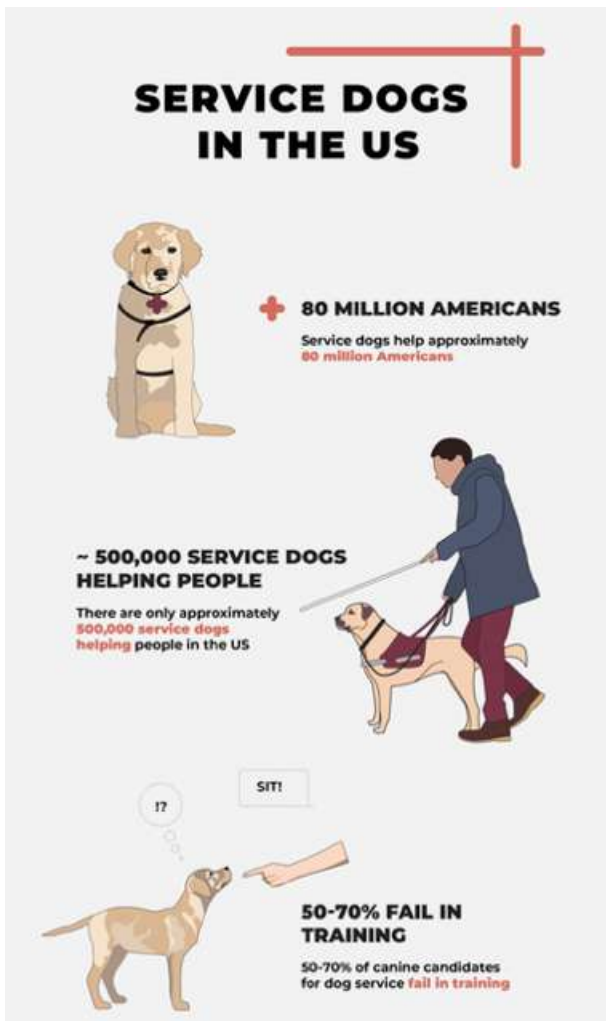 SERVICE DOGS
IN THE US
80 MILLION AMERICANS
Service dogs help approximately
80 million Americans
~ 500,000 SERVICE DOGS
HELPING PEOPLE
There are only approximately
500,000 service dogs
helping people in the US
SIT!
!?
50-70% FAIL IN
TRAINING
50-70% of canine candidates
for dog service fail in training